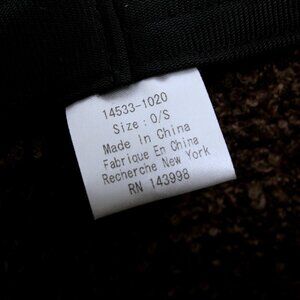 14533-1020
Size : O/S
Made In China
Fabrique En China
Recherche New York
RN 143998